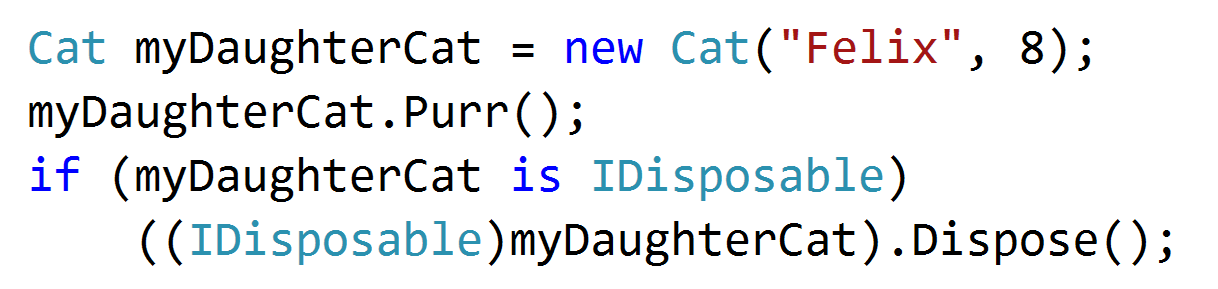 Cat myDaughterCat = new Cat("Felix", 8);
myDaughterCat.Purr();
if (myDaughterCat is IDisposable)
    ((IDisposable)myDaughterCat).Dispose();